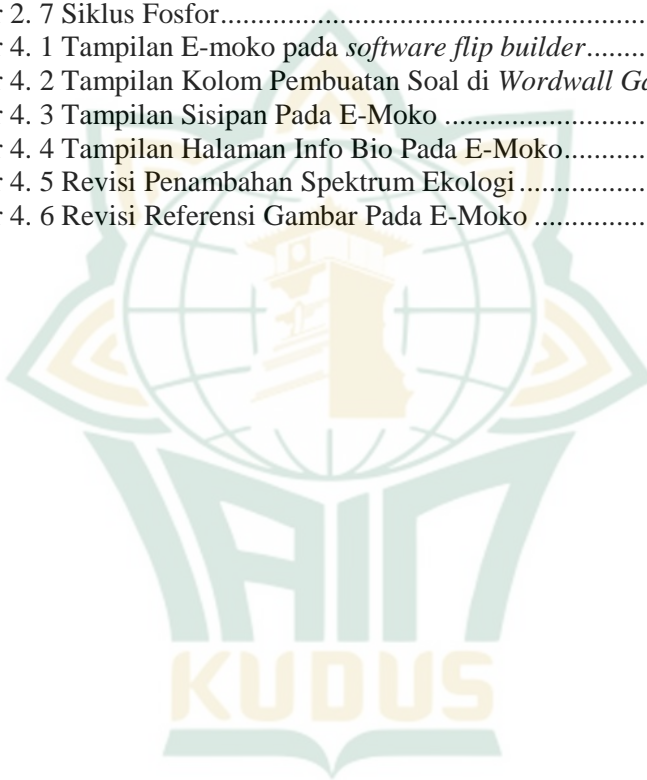 r 2. 7 Siklus Fosfor..................................................................
r 4. 1 Tampilan E-moko pada software flip builder........
r 4. 2 Tampilan Kolom Pembuatan Soal di Wordwall Ga
r 4. 3 Tampilan Sisipan Pada E-Moko ............................
r 4. 4 Tampilan Halaman Info Bio Pada E-Moko...........
r 4. 5 Revisi Penambahan Spektrum Ekologi.................
r 4. 6 Revisi Referensi Gambar Pada E-Moko ...............
IAIN
KUDUS